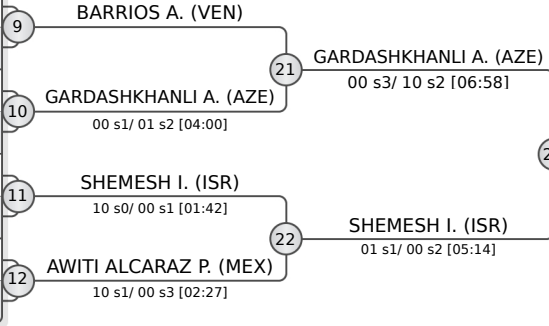 9
BARRIOS A. (VEN)
21
GARDASHKHANLI A. (AZE)
00 s3/ 10 s2 [06:58]
10
GARDASHKHANLI A. (AZE)
00 s1/ 01 s2 [04:00]
11
SHEMESH I. (ISR)
10 s0/ 00 s1 [01:42]
22
SHEMESH I. (ISR)
01 s1/ 00 s2 [05:14]
12
AWITI ALCARAZ P. (MEX)
10 s1/ 00 s3 [02:27]